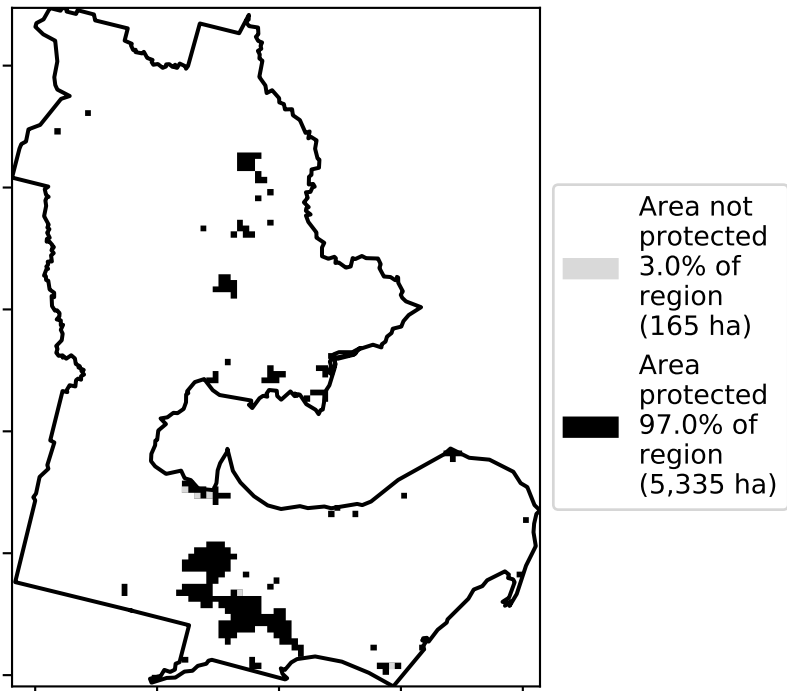 Area not
protected
3.0% of
region
(165 ha)
Area
protected
97.0% of
region
(5,335 ha)